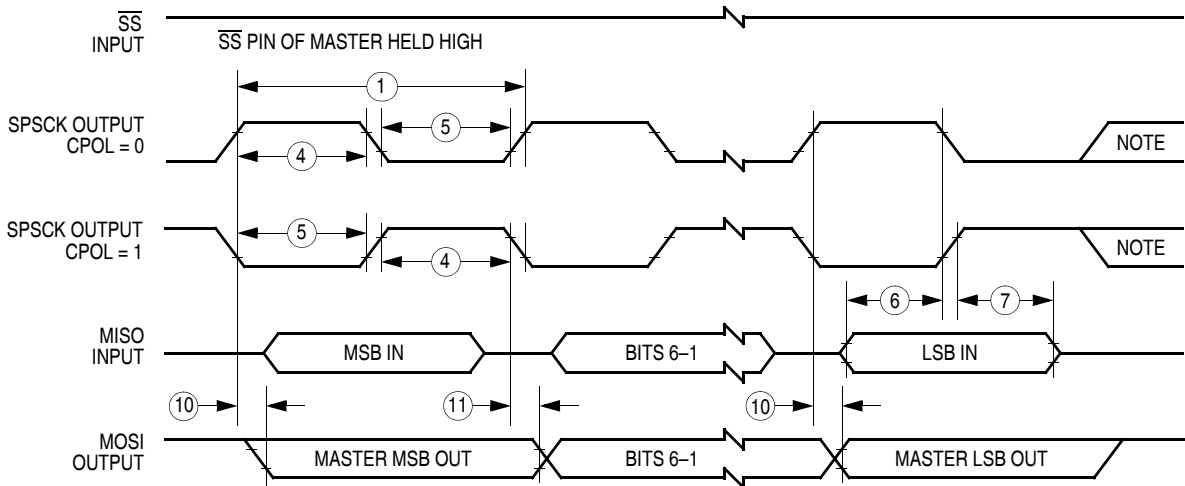 SS
INPUT
SS PIN OF MASTER HELD HIGH
1
SPSCK OUTPUT
CPOL = 0
5
4
NOTE
SPSCK OUTPUT
CPOL = 1
5
4
NOTE
6
7
MISO
INPUT
MSB IN
BITS 6–1
LSB IN
10
11
10
MOSI
OUTPUT
MASTER MSB OUT
BITS 6–1
MASTER LSB OUT